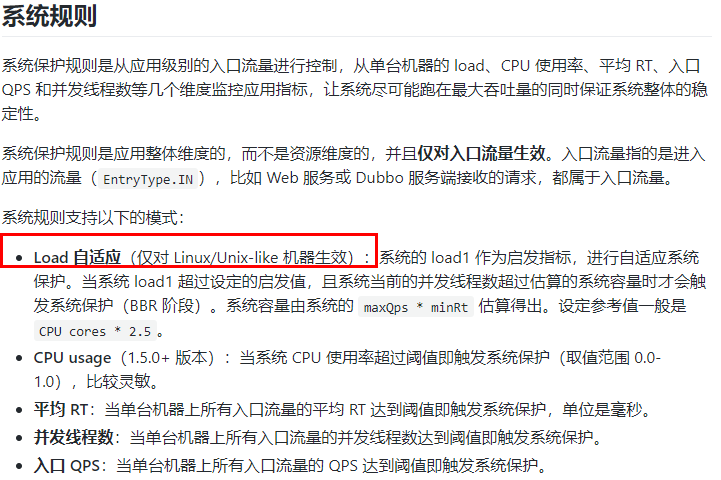 系统规则
系统保护规则是从应用级别的入口流量进行控制，从单台机器的 load、CPU 使用率、平均 RT、入口
QPS 和并发线程数等几个维度监控应用指标，让系统尽可能跑在最大吞吐量的同时保证系统整体的稳
定性。
系统保护规则是应用整体维度的，而不是资源维度的，并且仅对入口流量生效。入口流量指的是进入
应用的流量（EntryType.IN），比如 Web 服务或 Dubbo 服务端接收的请求，都属于入口流量。
系统规则支持以下的模式：
• Load 自适应（仅对 Linux/Unix-like 机器生效）：系统的 load1 作为启发指标，进行自适应系统
保护。当系统 load1 超过设定的启发值，且系统当前的并发线程数超过估算的系统容量时才会触
发系统保护（BBR 阶段）。系统容量由系统的 maxQps * minRt 估算得出。设定参考值一般是
CPU cores * 2.5。
• CPU usage（1.5.0+ 版本）：当系统 CPU 使用率超过阈值即触发系统保护（取值范围 0.0-
1.0），比较灵敏。
• 平均 RT：当单台机器上所有入口流量的平均 RT 达到阈值即触发系统保护，单位是毫秒。
• 并发线程数：当单台机器上所有入口流量的并发线程数达到阈值即触发系统保护。
• 入口 QPS：当单台机器上所有入口流量的 QPS 达到阈值即触发系统保护。